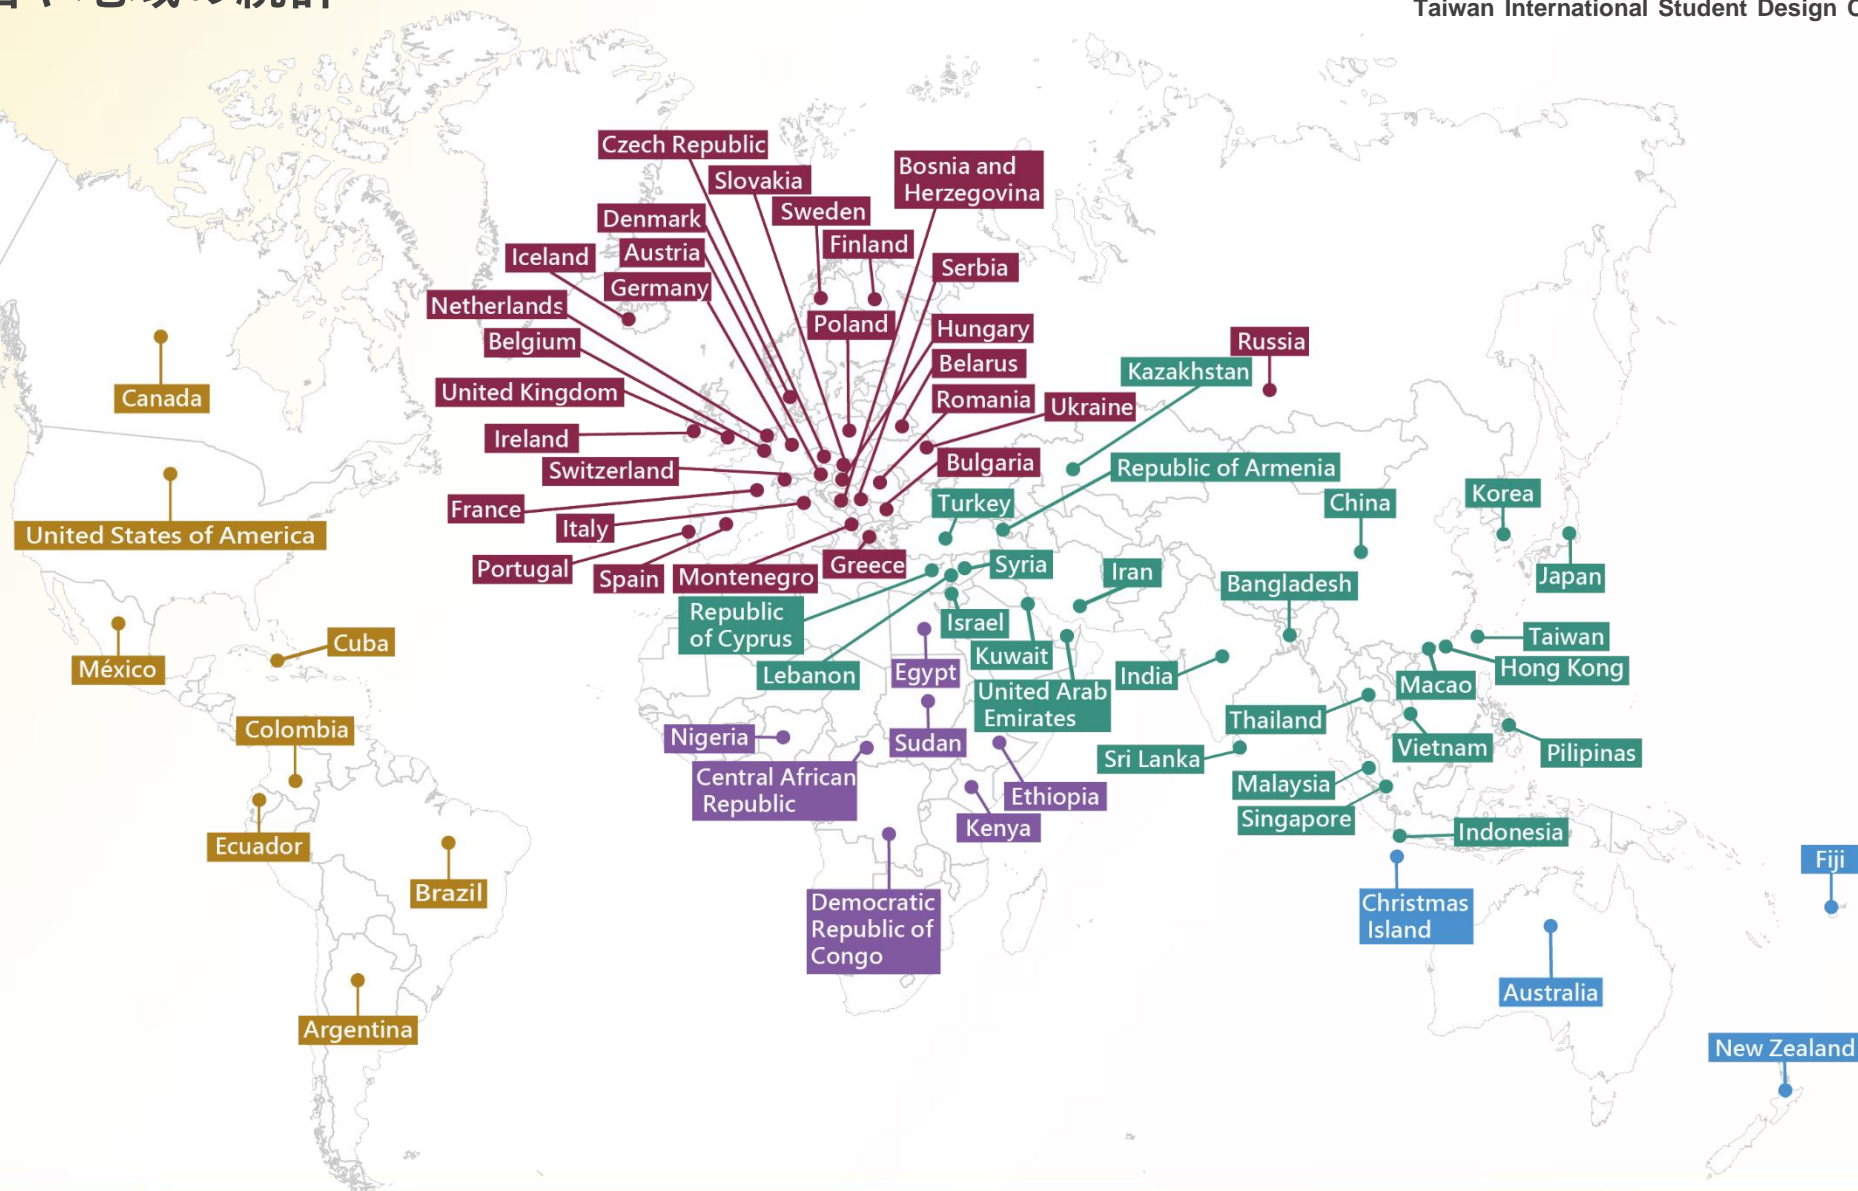 地域の統計
Taiwan International Student Design C
Czech Republic
Slovakia
Bosnia and
Herzegovina
Sweden
Denmark
Finland
Austria
Iceland
Serbia
Germany
Netherlands
Poland
Hungary
Belgium
Belarus
Russia
Kazakhstan
United Kingdom
Romania
Ukraine
Canada
Ireland
Switzerland
Bulgaria
Republic of Armenia
France
Turkey
China
Korea
Italy
United States of America
Portugal
Spain
Montenegro
Greece
Syria
Iran
Bangladesh
Japan
Republic
of Cyprus
Israel
Cuba
México
Lebanon
Egypt
Kuwait
India
Taiwan
Hong Kong
Macao
United Arab
Emirates
Colombia
Nigeria
Sudan
Thailand
Vietnam
Pilipinas
Sri Lanka
Central African
Republic
Ethiopia
Malaysia
Singapore
Kenya
Indonesia
Ecuador
Brazil
Fiji
Democratic
Republic of
Congo
Christmas
Island
Australia
Argentina
New Zealand